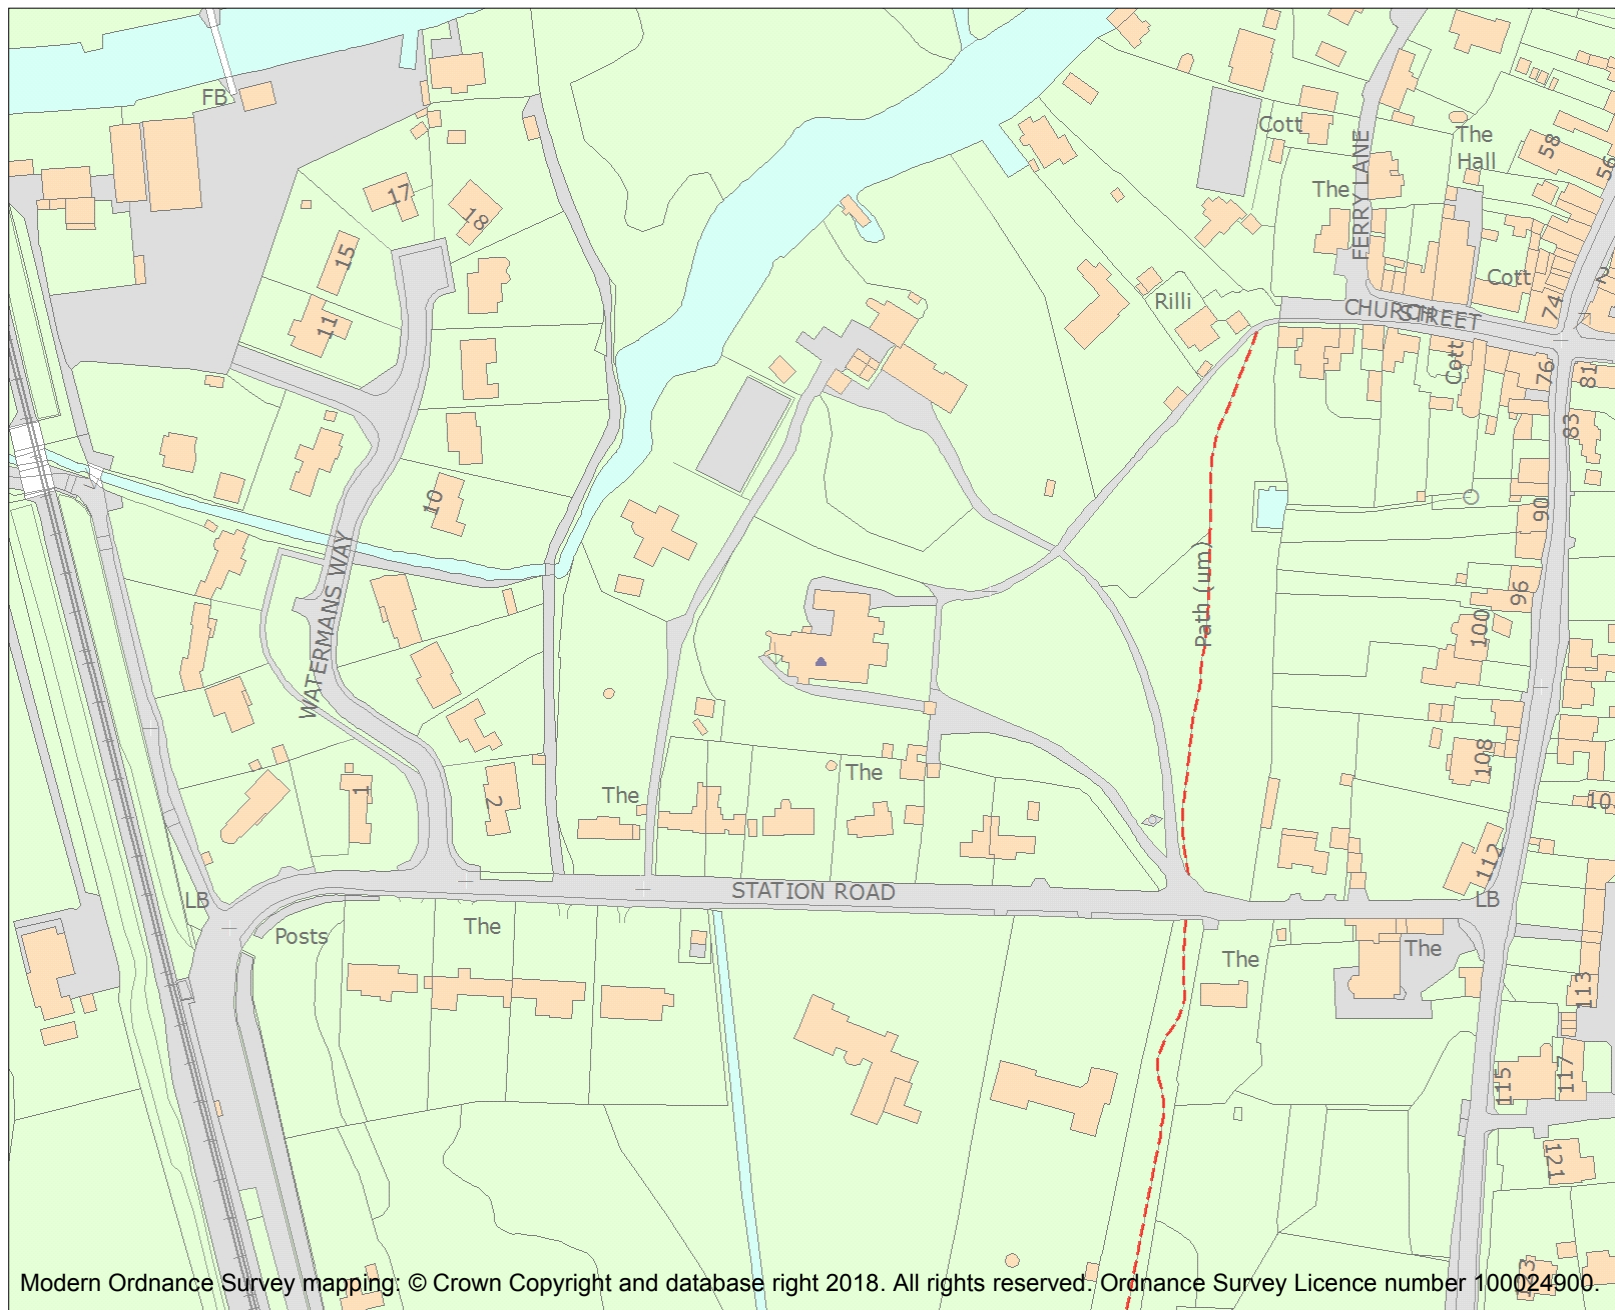 FB
17
18
15
11
10
WATERMANS WAY
1
2
LB
Posts
The
The
The
STATION ROAD
Path (um)
Cott
The
FERRY LANE
The
Hall
58
56
Cott
74
2
Rilli
CHURCH STREET
Cott
76
81
83
90
96
100
108
10
112
LB
The
The
113
115
117
121
Modern Ordnance Survey mapping: © Crown Copyright and database right 2018. All rights reserved. Ordnance Survey Licence number 100024900.